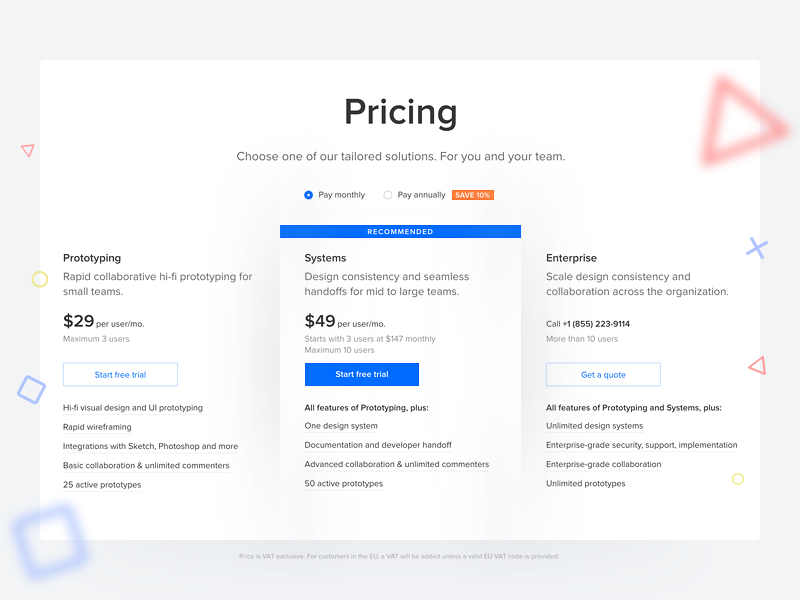 Pricing
Choose one of our tailored solutions. For you and your team.
Pay monthly
Pay annually
SAVE 10%
RECOMMENDED
Prototyping
Rapid collaborative hi-fi prototyping for
small teams.
$29 per user/mo.
Maximum 3 users
Start free trial
Hi-fi visual design and UI prototyping
Rapid wireframing
Integrations with Sketch, Photoshop and more
Basic collaboration & unlimited commenters
25 active prototypes
Systems
Design consistency and seamless
handoffs for mid to large teams.
$49 per user/mo.
Starts with 3 users at $147 monthly
Maximum 10 users
Start free trial
All features of Prototyping, plus:
One design system
Documentation and developer handoff
Advanced collaboration & unlimited commenters
50 active prototypes
Enterprise
Scale design consistency and
collaboration across the organization.
Call +1 (855) 223-9114
More than 10 users
Get a quote
All features of Prototyping and Systems, plus:
Unlimited design systems
Enterprise-grade security, support, implementation
Enterprise-grade collaboration
Unlimited prototypes
Price is VAT exclusive. For customers in the EU, a VAT will be added unless a valid EU VAT code is provided.